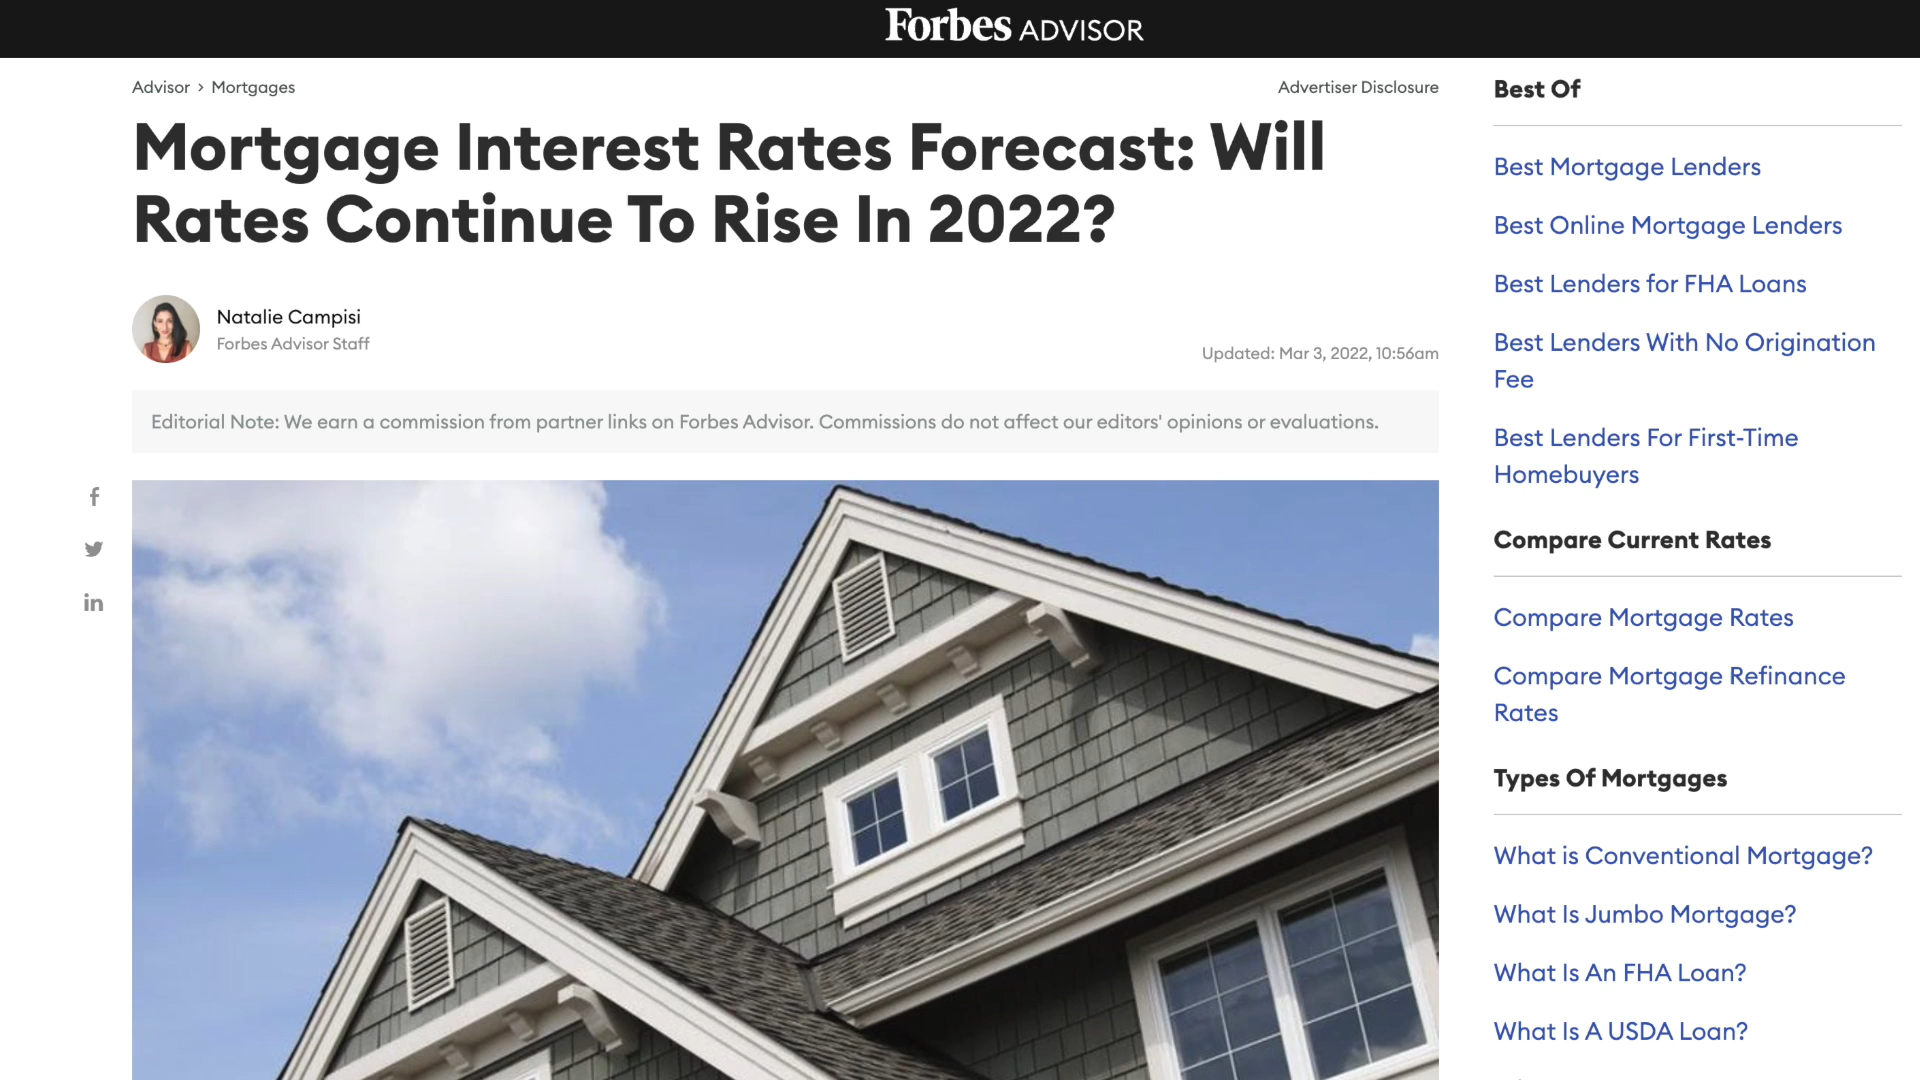 Forbes ADVISOR
Advisor > Mortgages
Advertiser Disclosure
Mortgage Interest Rates Forecast: Will
Rates Continue To Rise In 2022?
Natalie Campisi
Forbes Advisor Staff
Updated: Mar 3, 2022, 10:56am
Editorial Note: We earn a commission from partner links on Forbes Advisor. Commissions do not affect our editors' opinions or evaluations.
Best Of
Best Mortgage Lenders
Best Online Mortgage Lenders
Best Lenders for FHA Loans
Best Lenders With No Origination
Fee
Best Lenders For First-Time
Homebuyers
Compare Current Rates
Compare Mortgage Rates
Compare Mortgage Refinance
Rates
Types Of Mortgages
What is Conventional Mortgage?
What Is Jumbo Mortgage?
What Is An FHA Loan?
What Is A USDA Loan?